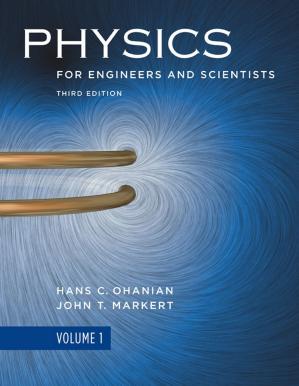 PHYSICS
FOR ENGINEERS AND SCIENTISTS
THIRD EDITION
HANS C. OHANIAN
JOHN T. MARKERT
VOLUME 1